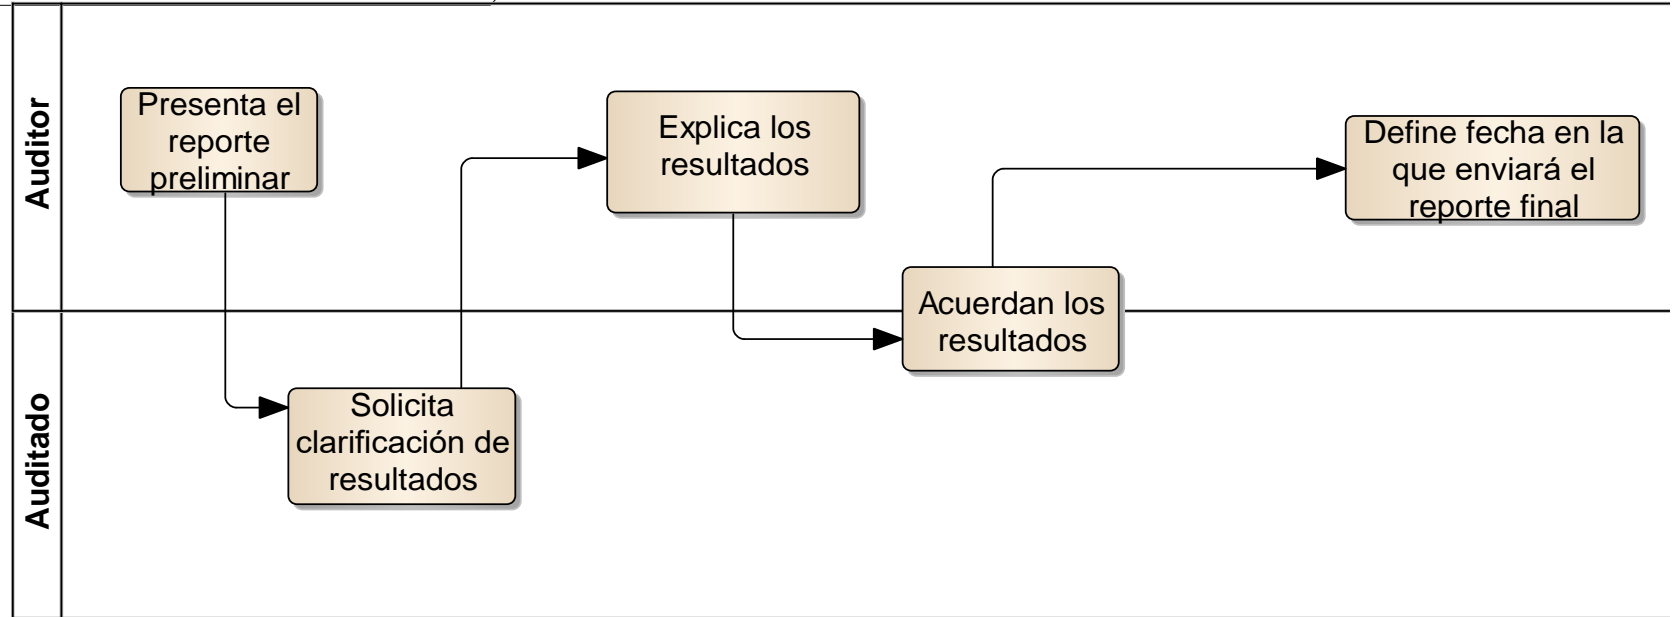 Auditor
Presenta el
reporte
preliminar
Explica los
resultados
Define fecha en la
que enviará el
reporte final
Acuerdan los
resultados
Auditado
Solicita
clarificación de
resultados